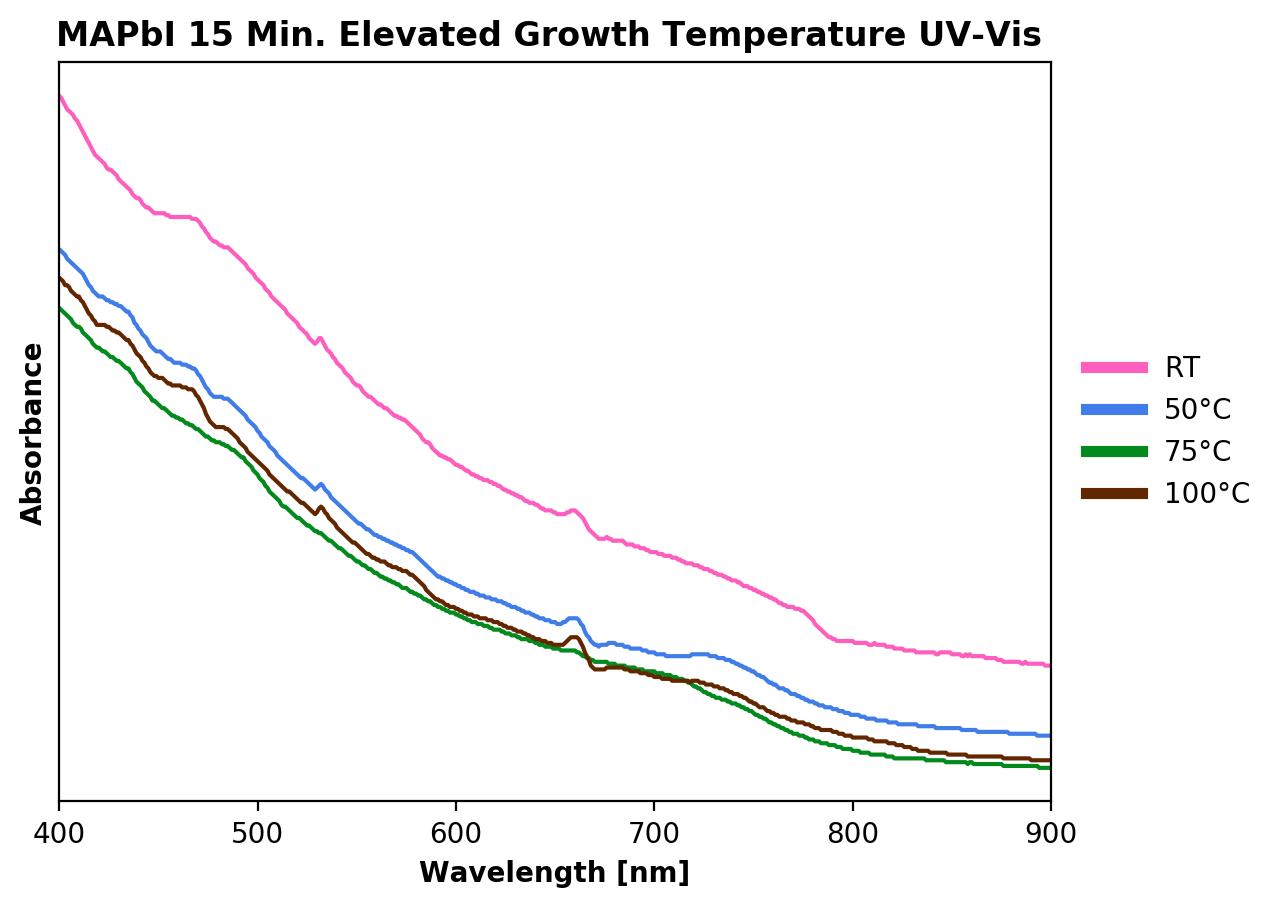 MAPbI 15 Min. Elevated Growth Temperature UV-Vis
Absorbance
RT
50°C
75°C
100°C
400 500 600 700 800 900
Wavelength [nm]